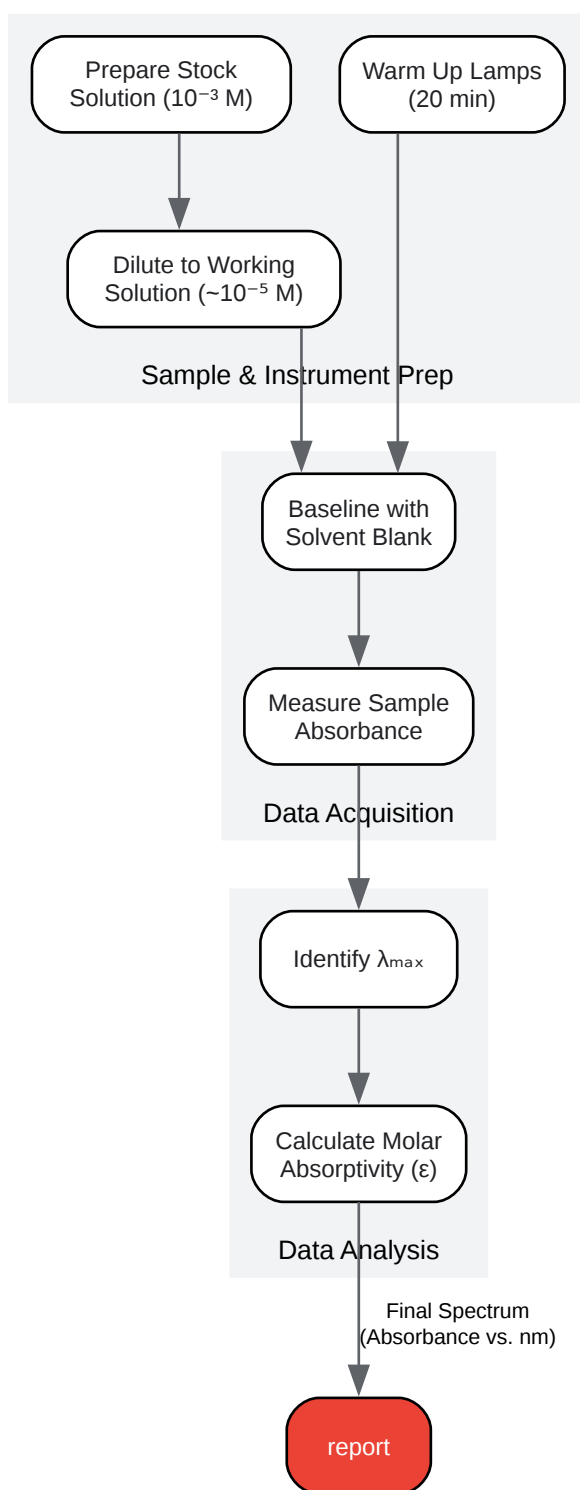 Prepare Stock
Solution (10⁻³ M)
Warm Up Lamps
(20 min)
Dilute to Working
Solution (~10⁻⁵ M)
Sample & Instrument Prep
Baseline with
Solvent Blank
Measure Sample
Absorbance
Data Acquisition
Identify λₘₐₓ
Calculate Molar
Absorptivity (ε)
Data Analysis
Final Spectrum
(Absorbance vs. nm)
report